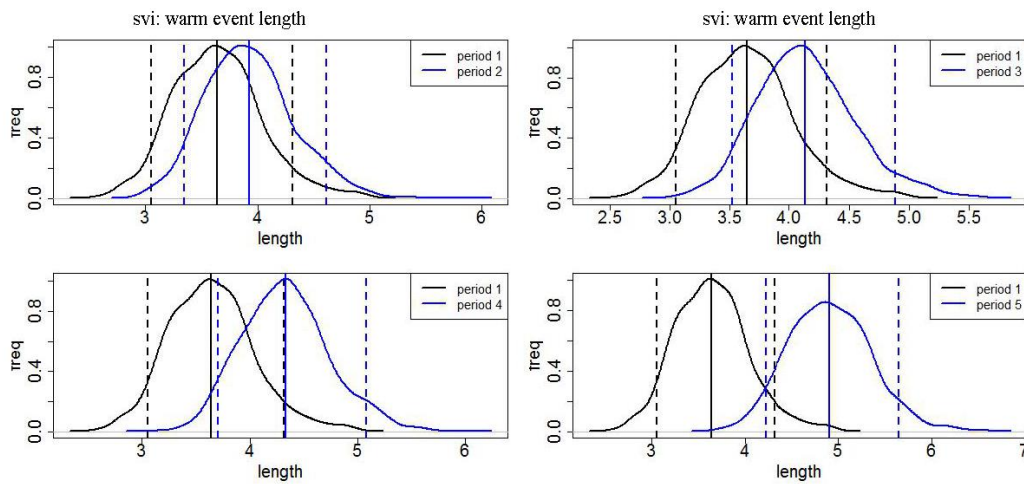 svi: warm event length
period 1
period 2
freq
0.0 0.4 0.8
3 4 5 6
length
svi: warm event length
period 1
period 3
freq
0.0 0.4 0.8
2.5 3.0 3.5 4.0 4.5 5.0 5.5
length
period 1
period 4
freq
0.0 0.4 0.8
3 4 5 6
length
period 1
period 5
freq
0.0 0.4 0.8
3 4 5 6 7
length